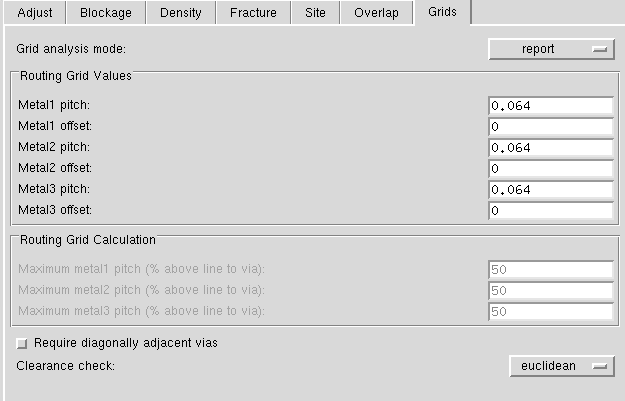 Adjust Blockage Density Fracture Site Overlap Grids
Grid analysis mode: report
Routing Grid Values
Metal1 pitch: 0.064
Metal1 offset: 0
Metal2 pitch: 0.064
Metal2 offset: 0
Metal3 pitch: 0.064
Metal3 offset: 0
Routing Grid Calculation
Maximum metal1 pitch (% above line to via): 50
Maximum metal2 pitch (% above line to via): 50
Maximum metal3 pitch (% above line to via): 50
Require diagonally adjacent vias
Clearance check: euclidean